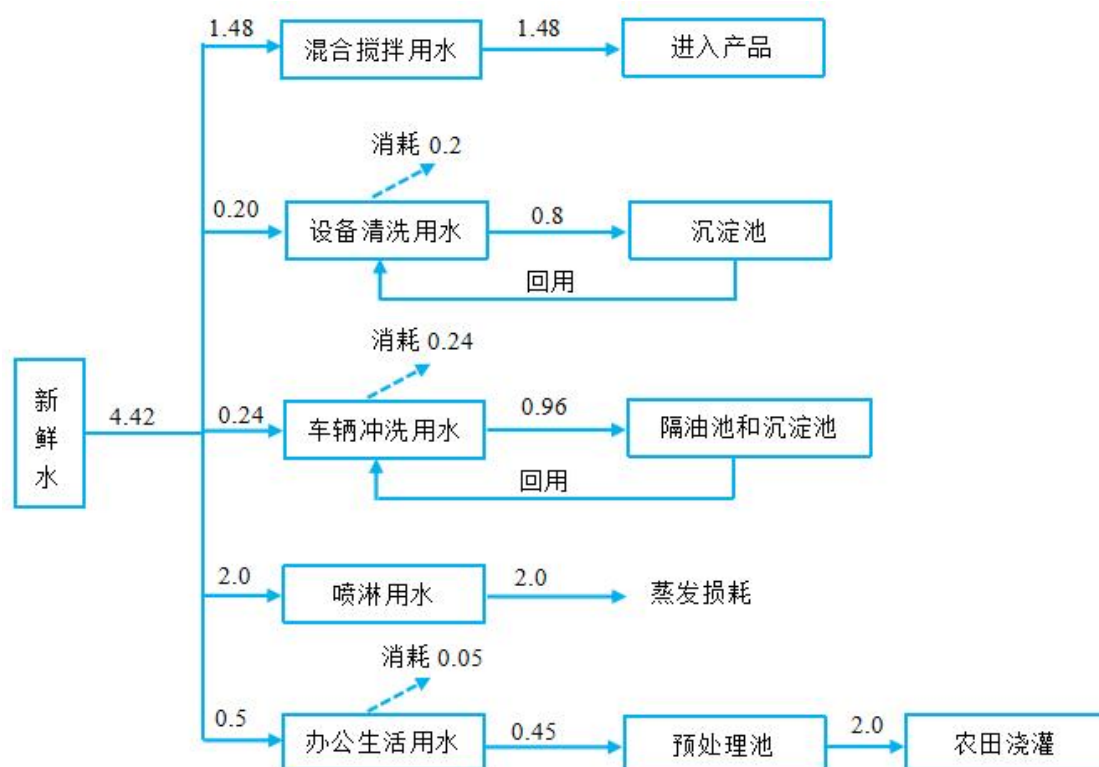 1.48
混合搅拌用水
1.48
进入产品
消耗 0.2
0.20
设备清洗用水
0.8
沉淀池
回用
消耗 0.24
新鲜水
4.42
0.24
车辆冲洗用水
0.96
隔油池和沉淀池
回用
2.0
喷淋用水
2.0
蒸发损耗
消耗 0.05
0.5
办公生活用水
0.45
预处理池
2.0
农田浇灌